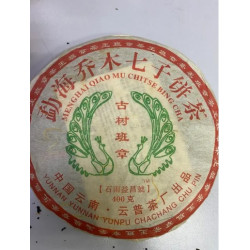 勐海乔木七子饼茶
MENGHAI QIAO MU CHITSE BING CHA
古树班章
400克
中国云南·云普茶厂出品
YUNNAN YUNPU CHACHANG CHU PIN